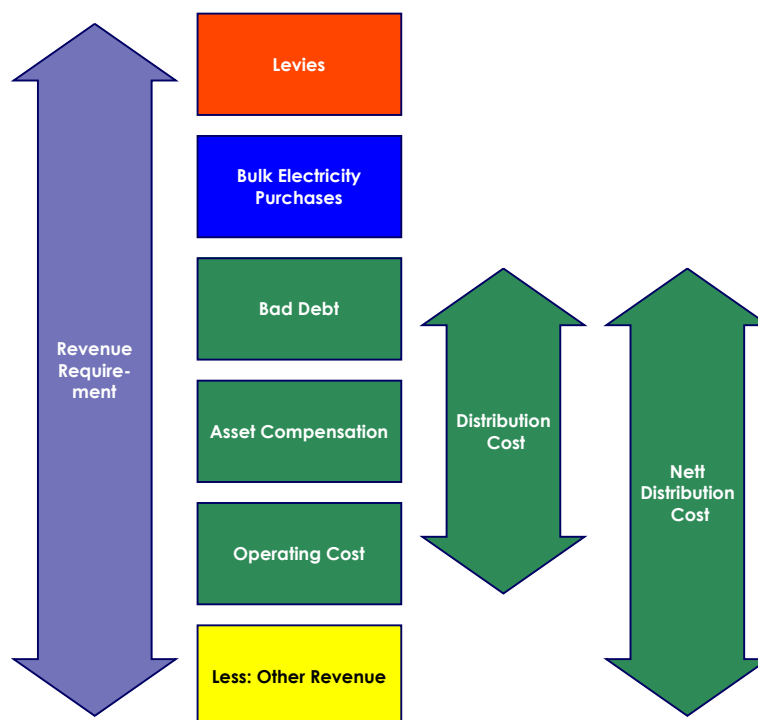 Levies
Bulk Electricity
Purchases
Bad Debt
Revenue
Require-
ment
Asset Compensation
Distribution
Cost
Nett
Distribution
Cost
Operating Cost
Less: Other Revenue